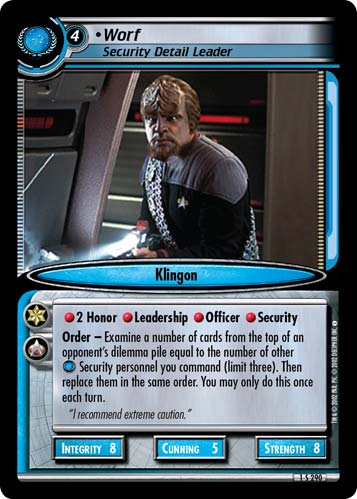 4 •Worf
Security Detail Leader
Klingon
2 Honor Leadership Officer Security
Order – Examine a number of cards from the top of an
opponent's dilemma pile equal to the number of other
Security personnel you command (limit three). Then
replace them in the same order. You may only do this once
each turn.
"I recommend extreme caution."
INTEGRITY 8 CUNNING 5 STRENGTH 8
1 S 290